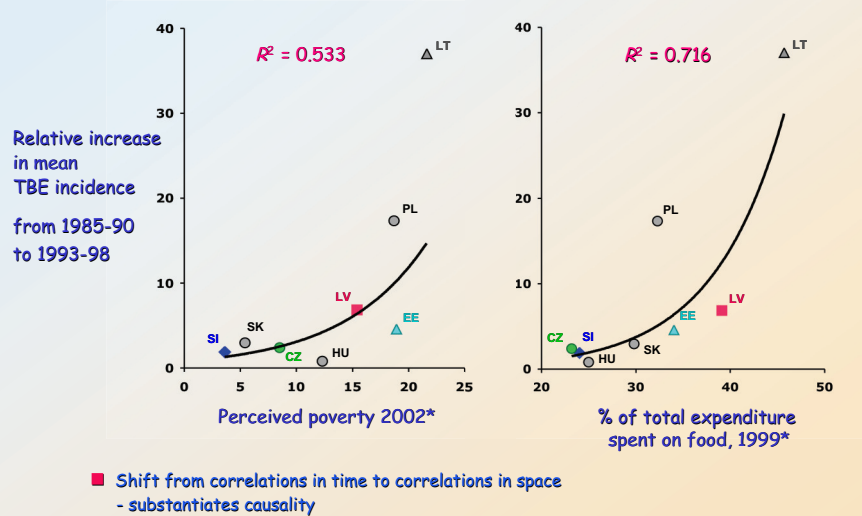 Relative increase
in mean
TBE incidence
from 1985-90
to 1993-98
40
30
20
10
0
0 5 10 15 20 25
R² = 0.533
LT
PL
LV
EE
SK
SI
CZ
HU
Perceived poverty 2002*
40
30
20
10
0
20 30 40 50
R² = 0.716
LT
PL
LV
EE
CZ
SI
SK
HU
% of total expenditure
spent on food, 1999*
Shift from correlations in time to correlations in space
- substantiates causality